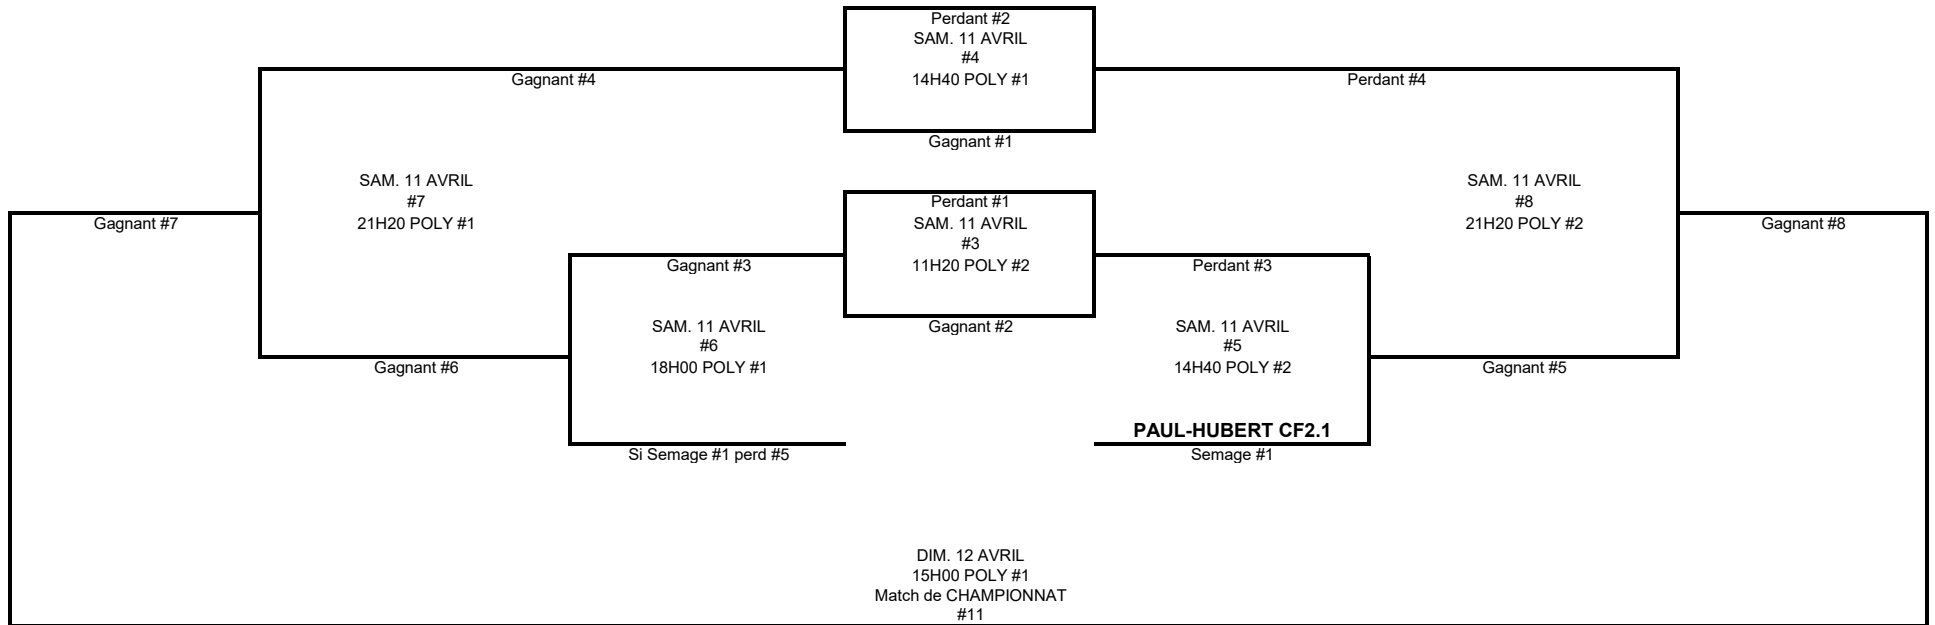 Perdant #2
SAM. 11 AVRIL
#4
14H40 POLY #1
Gagnant #4
Perdant #4
Gagnant #1
SAM. 11 AVRIL
#7
21H20 POLY #1
SAM. 11 AVRIL
#8
21H20 POLY #2
Perdant #1
SAM. 11 AVRIL
#3
11H20 POLY #2
Gagnant #7
Gagnant #8
Gagnant #3
Perdant #3
Gagnant #2
SAM. 11 AVRIL
#6
18H00 POLY #1
SAM. 11 AVRIL
#5
14H40 POLY #2
Gagnant #6
Gagnant #5
PAUL-HUBERT CF2.1
Si Semage #1 perd #5
Semage #1
DIM. 12 AVRIL
15H00 POLY #1
Match de CHAMPIONNAT
#11